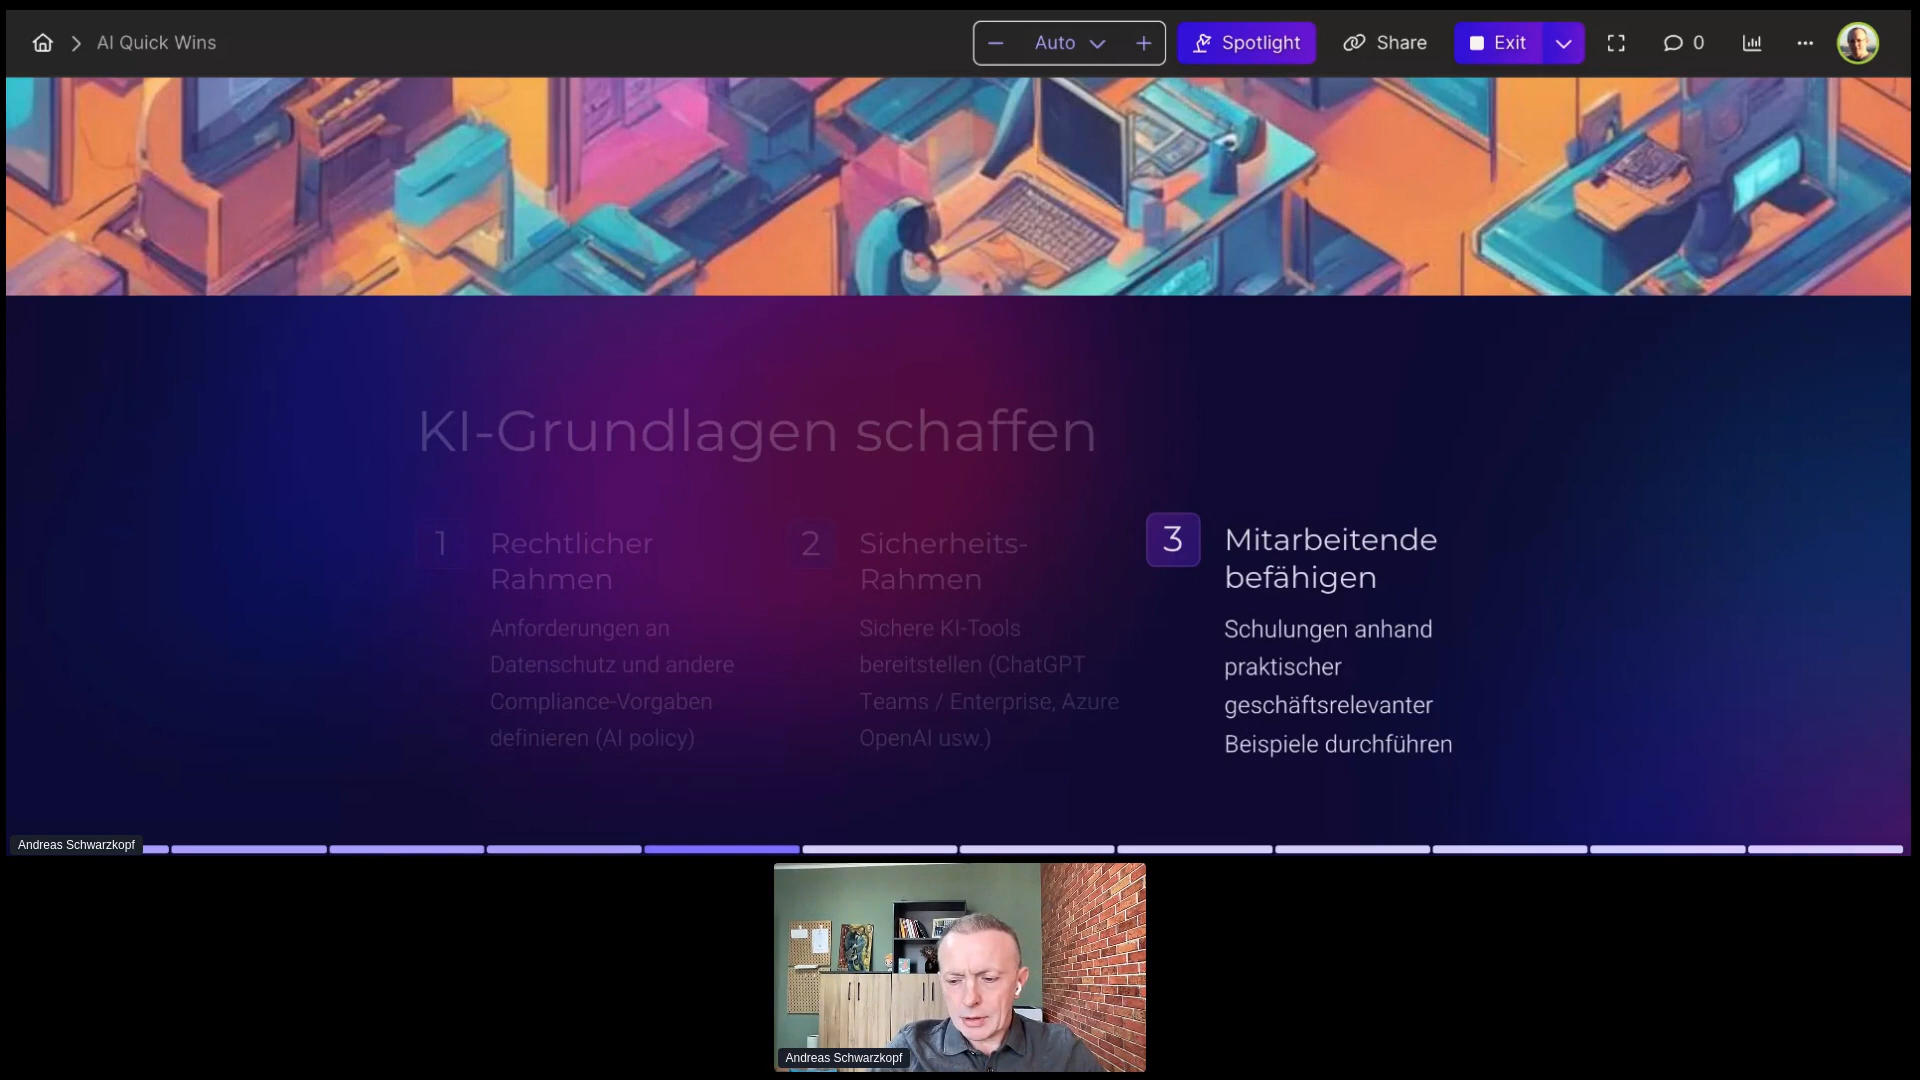 AI Quick Wins
Auto
Spotlight
Share
Exit
0
KI-Grundlagen schaffen
1
Rechtlicher
Rahmen
Anforderungen an
Datenschutz und andere
Compliance-Vorgaben
definieren (AI policy)
2
Sicherheits-
Rahmen
Sichere KI-Tools
bereitstellen (ChatGPT
Teams / Enterprise, Azure
OpenAI usw.)
3
Mitarbeitende
befähigen
Schulungen anhand
praktischer
geschäftsrelevanter
Beispiele durchführen
Andreas Schwarzkopf
Andreas Schwarzkopf